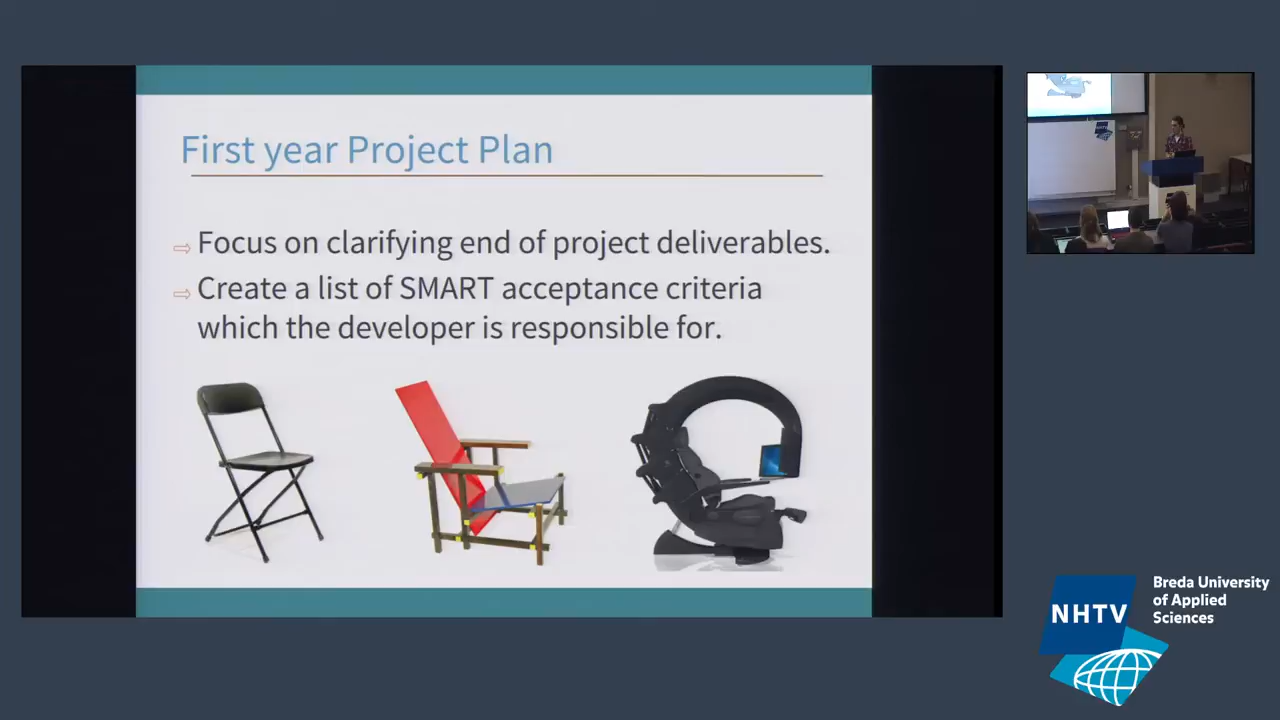 First year Project Plan
⇨ Focus on clarifying end of project deliverables.
⇨ Create a list of SMART acceptance criteria
which the developer is responsible for.
NHTV
Breda University
of Applied
Sciences